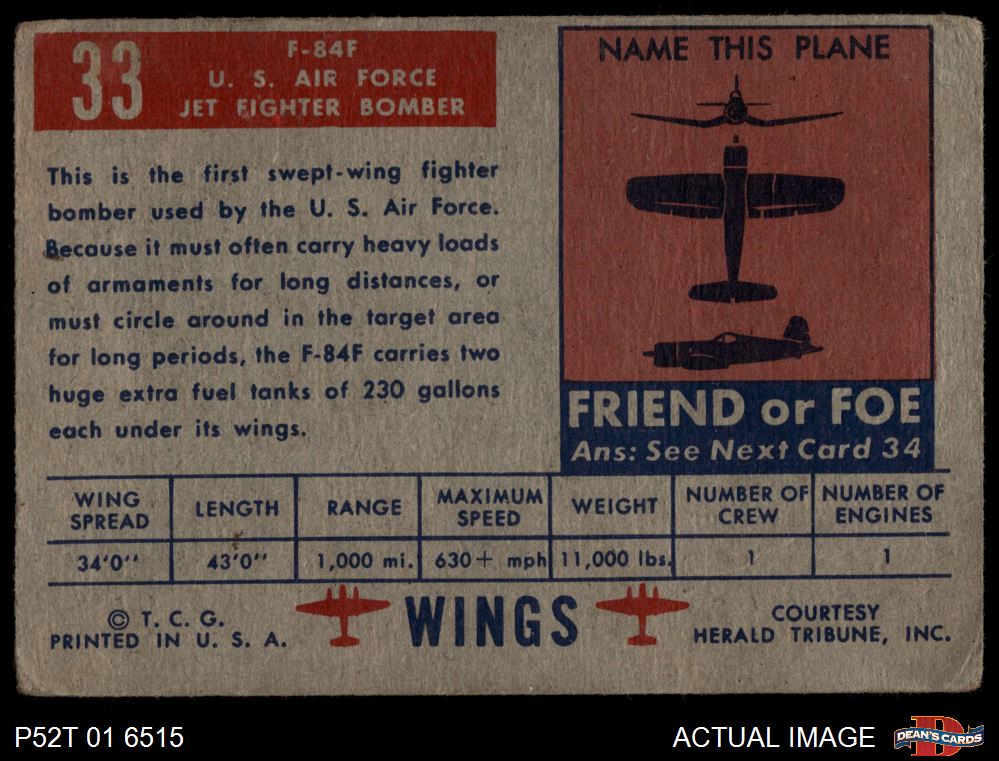 33
F-84F
U. S. AIR FORCE
JET FIGHTER BOMBER
This is the first swept-wing fighter
bomber used by the U. S. Air Force.
Because it must often carry heavy loads
of armaments for long distances, or
must circle around in the target area
for long periods, the F-84F carries two
huge extra fuel tanks of 230 gallons
each under its wings.
NAME THIS PLANE
FRIEND or FOE
Ans: See Next Card 34
WING SPREAD LENGTH RANGE MAXIMUM SPEED WEIGHT NUMBER OF CREW NUMBER OF ENGINES
34'0'' 43'0'' 1,000 mi. 630+ mph 11,000 lbs. 1 1
© T. C. G.
PRINTED IN U. S. A.
WINGS
COURTESY
HERALD TRIBUNE, INC.
P52T 01 6515
ACTUAL IMAGE
DEAN'S CARDS